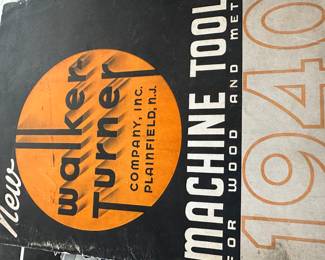 New
Walker
Turner
COMPANY, INC.
PLAINFIELD, N.J.
MACHINE TOOL
FOR WOOD AND MET
1940